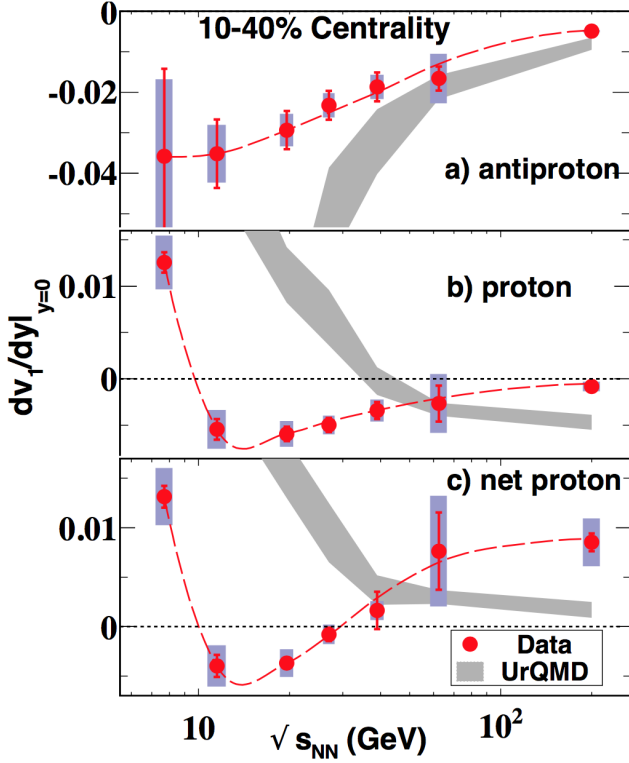 10-40% Centrality
0
-0.02
-0.04
a) antiproton
0.01
0
b) proton
dv₁/dy|y=0
c) net proton
0.01
0
Data
UrQMD
10
10²
√ sNN (GeV)